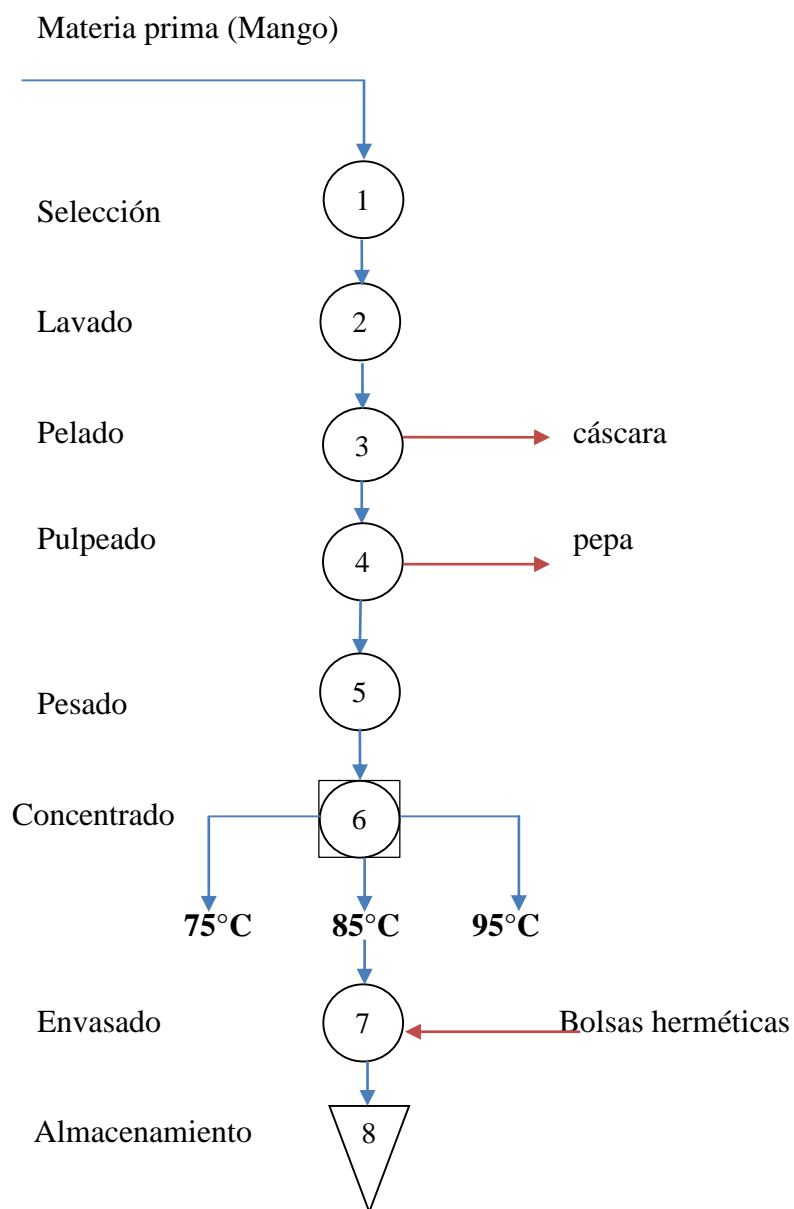 Materia prima (Mango)
Selección 1
Lavado 2
Pelado 3 cáscara
Pulpeado 4 pepa
Pesado 5
Concentrado 6
75°C 85°C 95°C
Envasado 7 Bolsas herméticas
Almacenamiento 8